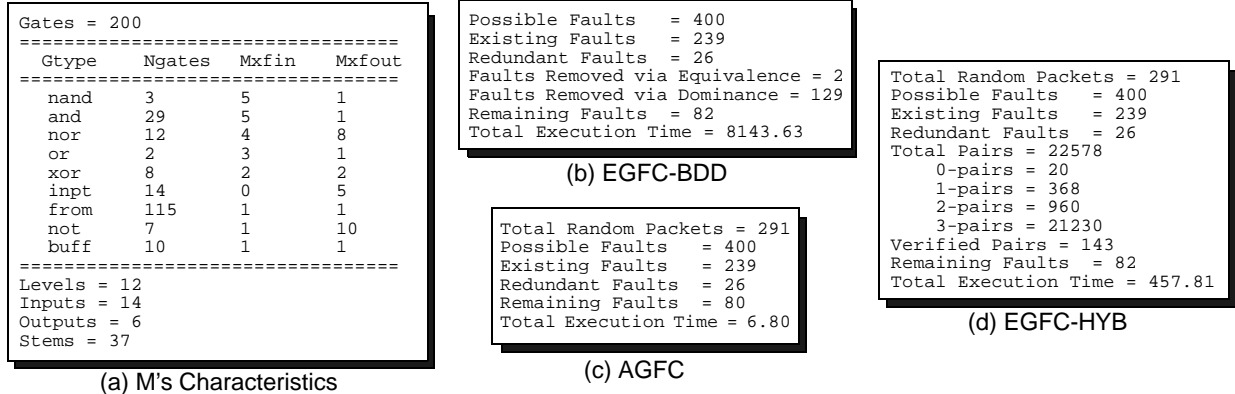 Gates = 200
==================================
Gtype Ngates Mxfin Mxfout
==================================
nand 3 5 1
and 29 5 1
nor 12 4 8
or 2 3 1
xor 8 2 2
inpt 14 0 5
from 115 1 1
not 7 1 10
buff 10 1 1
==================================
Levels = 12
Inputs = 14
Outputs = 6
Stems = 37
(a) M's Characteristics
Possible Faults = 400
Existing Faults = 239
Redundant Faults = 26
Faults Removed via Equivalence = 2
Faults Removed via Dominance = 129
Remaining Faults = 82
Total Execution Time = 8143.63
(b) EGFC-BDD
Total Random Packets = 291
Possible Faults = 400
Existing Faults = 239
Redundant Faults = 26
Remaining Faults = 80
Total Execution Time = 6.80
(c) AGFC
Total Random Packets = 291
Possible Faults = 400
Existing Faults = 239
Redundant Faults = 26
Total Pairs = 22578
0-pairs = 20
1-pairs = 368
2-pairs = 960
3-pairs = 21230
Verified Pairs = 143
Remaining Faults = 82
Total Execution Time = 457.81
(d) EGFC-HYB